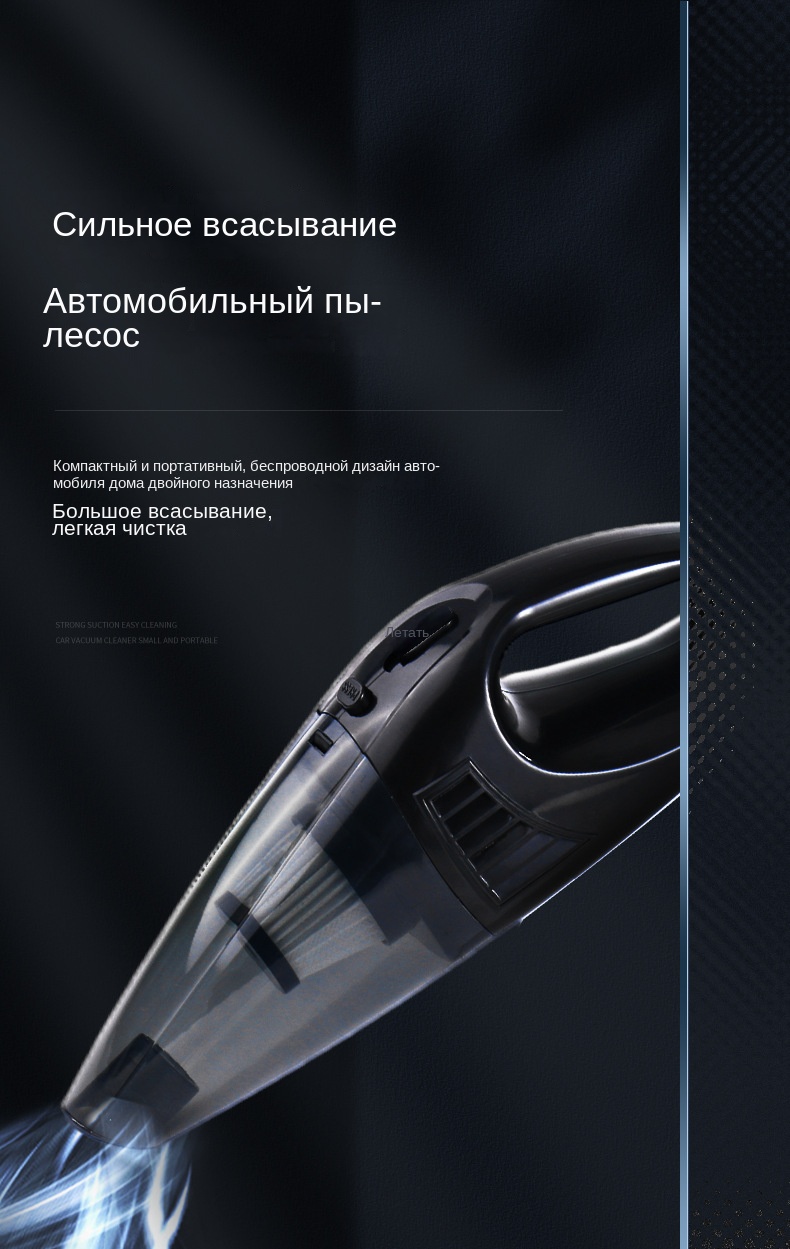 Сильное всасывание
Автомобильный пы-
лесос
Компактный и портативный, беспроводной дизайн авто-
мобиля дома двойного назначения
Большое всасывание,
легкая чистка
STRONG SUCTION EASY CLEANING
CAR VACUUM CLEANER SMALL AND PORTABLE
Летать